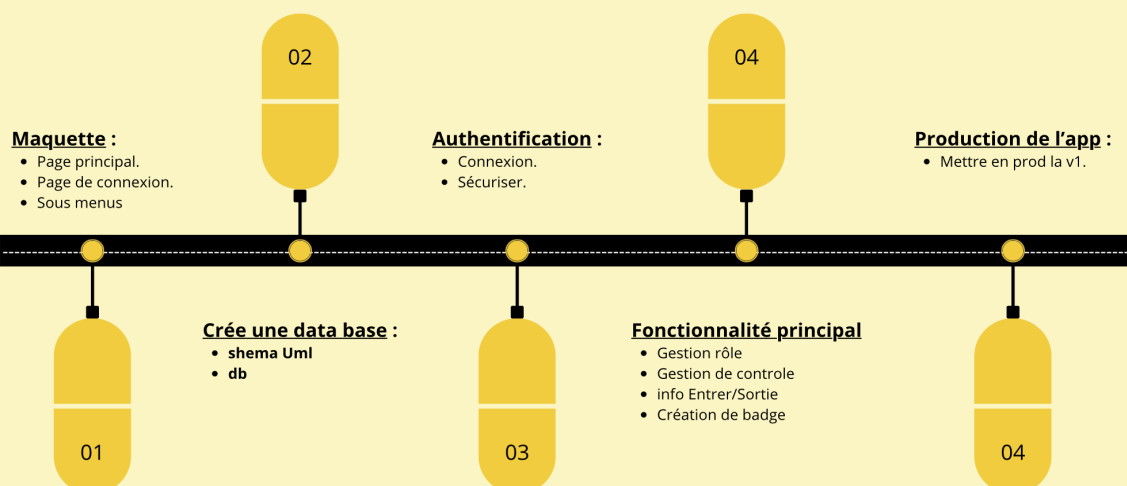 02
04
Maquette :
Page principal.
Page de connexion.
Sous menus
Authentification :
Connexion.
Sécuriser.
Production de l’app :
Mettre en prod la v1.
Crée une data base :
shema Uml
db
Fonctionnalité principal
Gestion rôle
Gestion de controle
info Entrer/Sortie
Création de badge
01
03
04